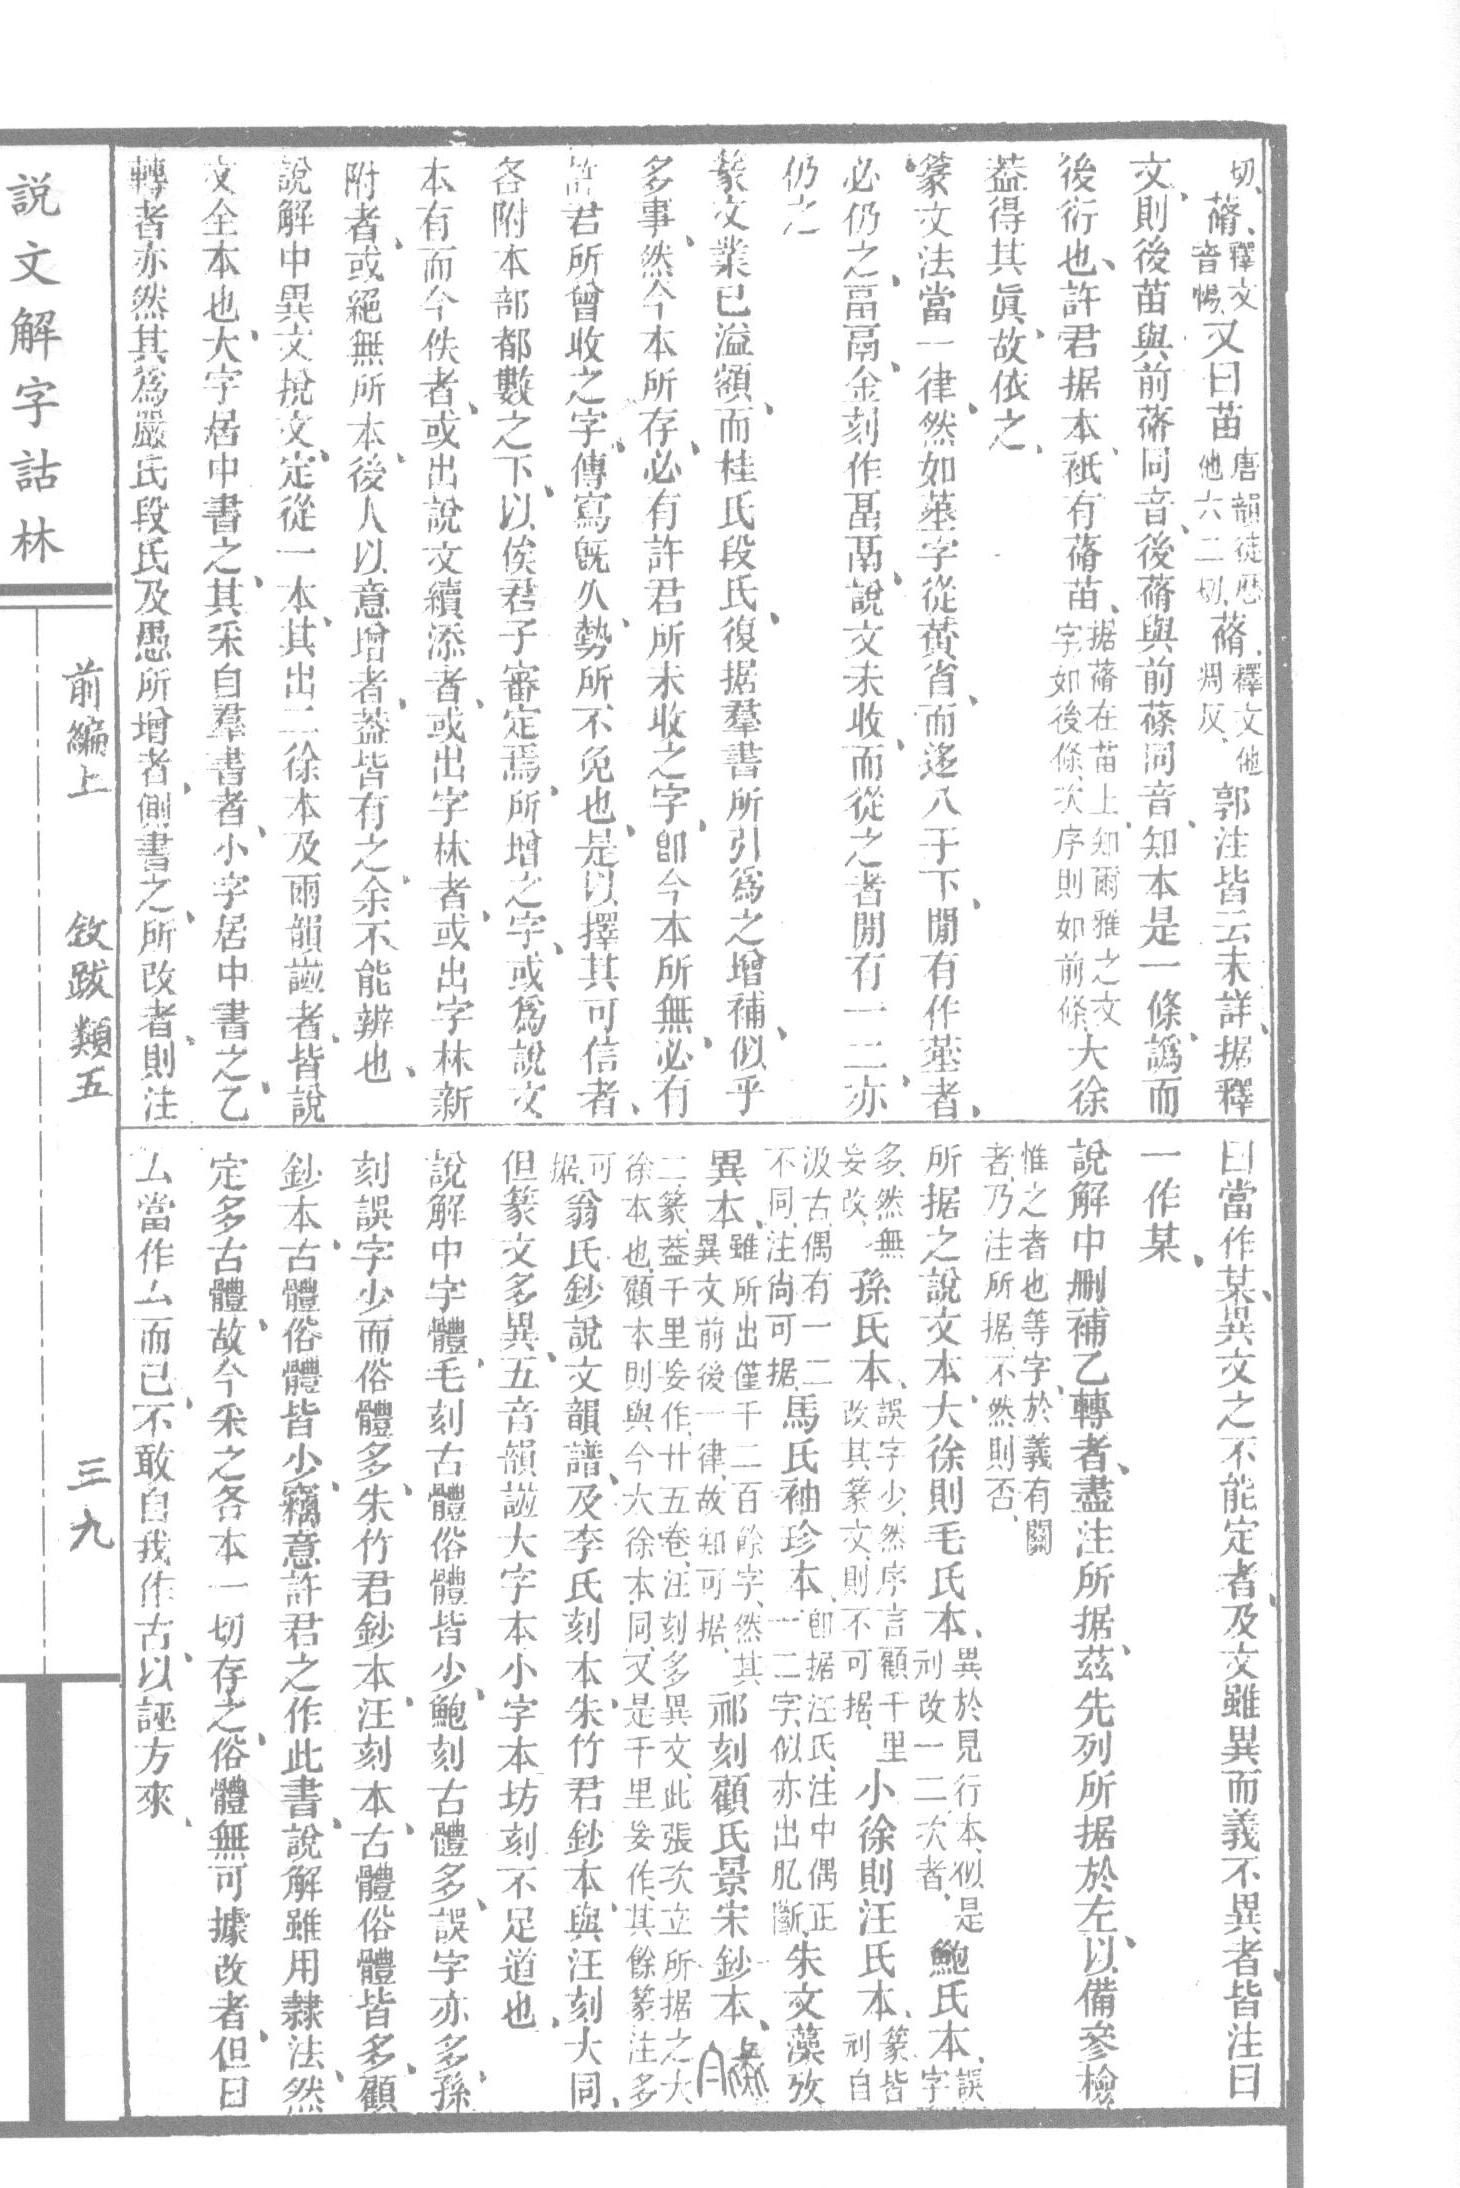 切、蓨、釋文音惕、又曰苗唐韻徒歷他六二切、蓨、釋文他凋反、郭注皆云未詳、据釋
文、則後苗與前蓨同音、後蓨與前蓧同音、知本是一條、譌而
後衍也、許君据本、祇有蓨苗、据蓨在苗上、知爾雅之文字如後條、次序則如前條、大徐
葢得其眞、故依之、
篆文法當一律、然如莖字從黃省、而遂八于下、閒有作莖者、
必仍之、畐鬲、金刻作畐鬲、說文未收、而從之者閒有一二、亦
仍之
篆文業已溢額、而桂氏段氏、復据羣書所引爲之增補、似乎
多事、然今本所存、必有許君所未收之字、卽今本所無、必有
許君所曾收之字、傳寫旣久、勢所不免也、是以擇其可信者、
各附本部都數之下、以俟君子審定焉、所增之字、或爲說文
本有而今佚者、或出說文續添者、或出字林者、或出字林新
附者、或絕無所本、後人以意增者、葢皆有之、余不能辨也、
說解中異文挩文、定從一本、其出二徐本及兩韻譜者、皆說
文全本也、大字居中書之、其采自羣書者、小字居中書之、乙
轉者亦然、其爲嚴氏段氏及愚所增者、側書之、所改者、則注
曰當作某、異文之不能定者、及文雖異而義不異者、皆注曰
一作某、
說解中刪補乙轉者、盡注所据、茲先列所据於左、以備參檢、
惟之者也等字、於義有關者、乃注所据、不然則否、
所据之說文本、大徐則毛氏本、異於見行本、似是刓改一二次者、鮑氏本、誤字
多、然無妄改、孫氏本、誤字少、然序言顧千里改其篆文、則不可据、小徐則汪氏本、篆皆刓自
汲古、偶有一二不同、注尚可据、馬氏袖珍本、卽据汪氏、注中偶正一二字、似亦出肊斷、朱文藻攷
異本、雖所出僅千二百餘字、然其異文前後一律、故知可据、祁刻顧氏景宋鈔本、
二篆、葢千里妄作、廿五卷、汪刻多異文、此張次立所据之大徐本也、顧本則與今大徐本同、又是千里妄作、其餘篆注多可
据、翁氏鈔說文韻譜、及李氏刻本、朱竹君鈔本、與汪刻大同、
但篆文多異、五音韻譜大字本小字本坊刻不足道也、
說解中字體、毛刻古體俗體皆少、鮑刻古體多、誤字亦多、孫
刻誤字少而俗體多、朱竹君鈔本、汪刻本、古體俗體皆多、顧
鈔本、古體俗體皆少、竊意許君之作此書、說解雖用隸法、然
定多古體、故今采之各本、一切存之、俗體無可據改者、但曰
厶當作厶而已、不敢自我作古、以誣方來、
說文解字詁林
前編上　敘跋類五　三九